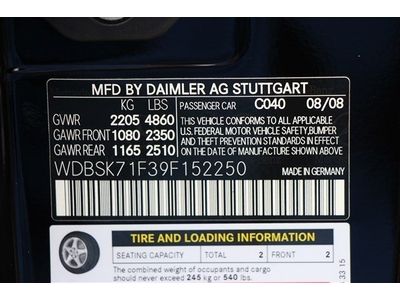 MFD BY DAIMLER AG STUTTGART
KG LBS PASSENGER CAR C040 08/08
GVWR 2205 4860 THIS VEHICLE CONFORMS TO ALL APPLICABLE
GAWR FRONT 1080 2350 U.S. FEDERAL MOTOR VEHICLE SAFETY, BUMPER
GAWR REAR 1165 2510 AND THEFT PREVENTION STANDARDS IN EFFECT
ON THE DATE OF MANUFACTURE SHOWN ABOVE.
WDBSK71F39F152250 MADE IN GERMANY
TIRE AND LOADING INFORMATION
SEATING CAPACITY TOTAL 2 FRONT 2
The combined weight of occupants and cargo
should never exceed 245 kg or 540 lbs.
33 15